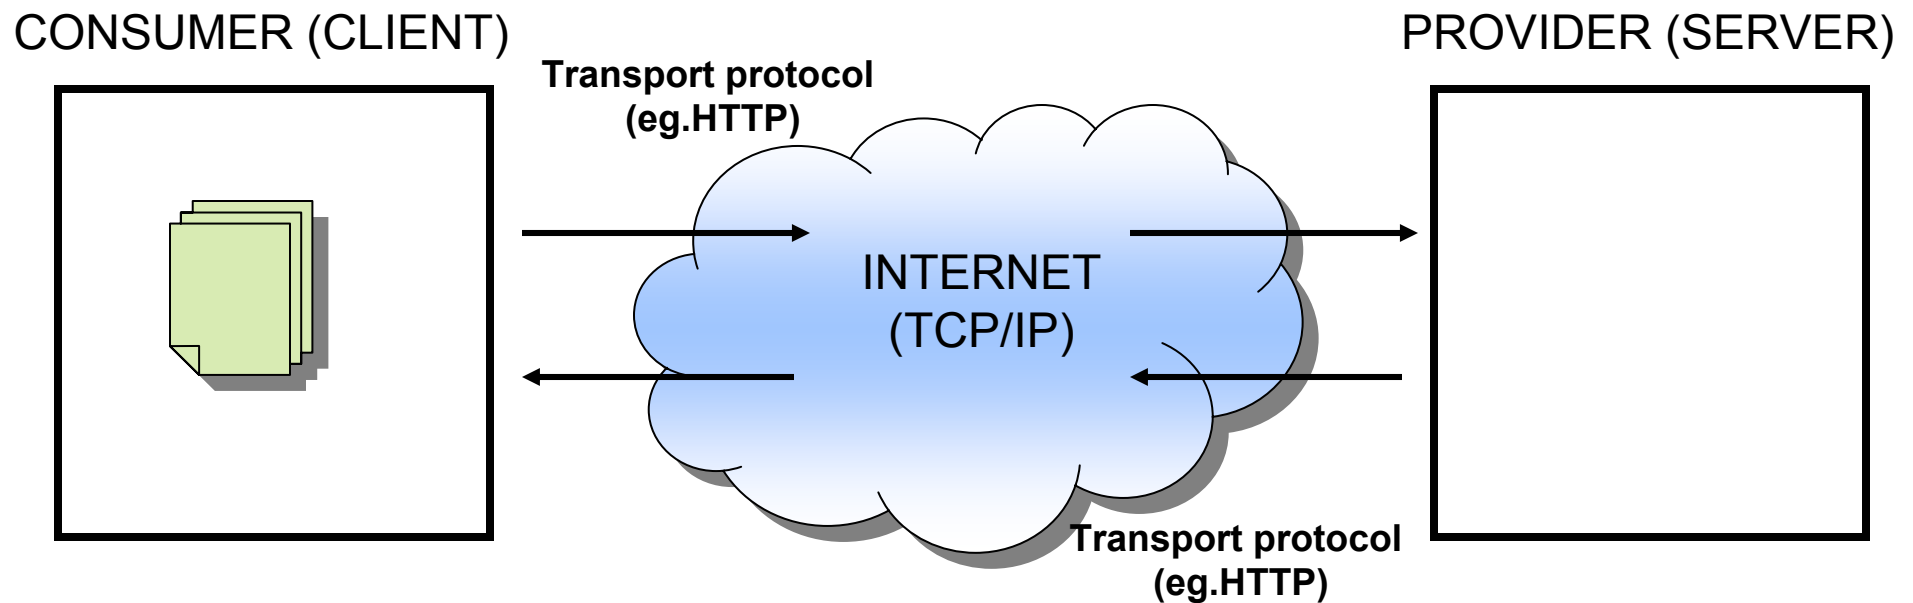 CONSUMER (CLIENT)
PROVIDER (SERVER)
Transport protocol
(eg.HTTP)
INTERNET
(TCP/IP)
Transport protocol
(eg.HTTP)